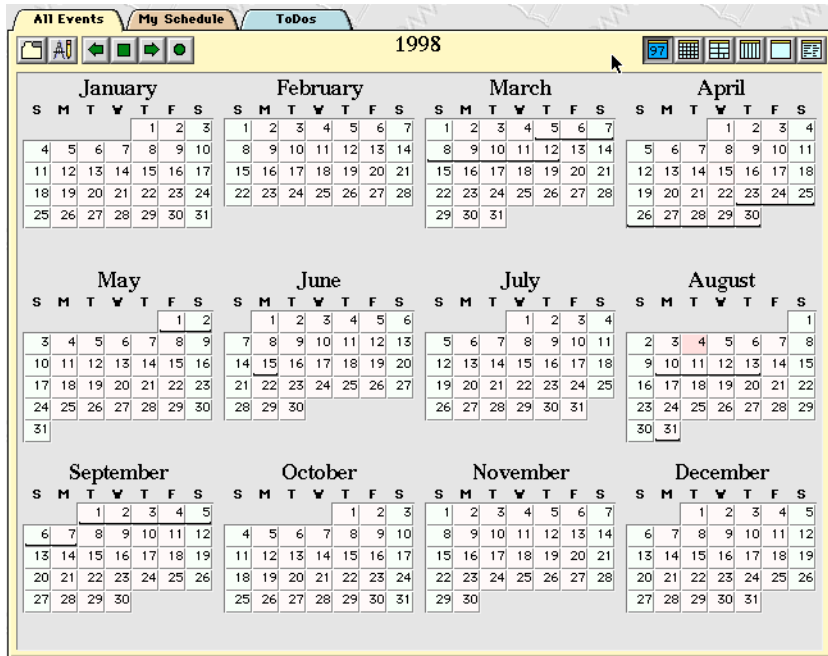 All Events My Schedule ToDos
1998
97
January February March April
S M T W T F S S M T W T F S S M T W T F S S M T W T F S
1 2 3 1 2 3 4 5 6 7 1 2 3 4 5 6 7 1 2 3 4
4 5 6 7 8 9 10 8 9 10 11 12 13 14 8 9 10 11 12 13 14 5 6 7 8 9 10 11
11 12 13 14 15 16 17 15 16 17 18 19 20 21 15 16 17 18 19 20 21 12 13 14 15 16 17 18
18 19 20 21 22 23 24 22 23 24 25 26 27 28 22 23 24 25 26 27 28 19 20 21 22 23 24 25
25 26 27 28 29 30 31 29 30 31 26 27 28 29 30
May June July August
S M T W T F S S M T W T F S S M T W T F S S M T W T F S
1 2 1 2 3 4 5 6 1 2 3 4 1
3 4 5 6 7 8 9 7 8 9 10 11 12 13 5 6 7 8 9 10 11 2 3 4 5 6 7 8
10 11 12 13 14 15 16 14 15 16 17 18 19 20 12 13 14 15 16 17 18 9 10 11 12 13 14 15
17 18 19 20 21 22 23 21 22 23 24 25 26 27 19 20 21 22 23 24 25 16 17 18 19 20 21 22
24 25 26 27 28 29 30 28 29 30 26 27 28 29 30 31 23 24 25 26 27 28 29
31 30 31
September October November December
S M T W T F S S M T W T F S S M T W T F S S M T W T F S
1 2 3 4 5 1 2 3 1 2 3 4 5 6 7 1 2 3 4 5
6 7 8 9 10 11 12 4 5 6 7 8 9 10 8 9 10 11 12 13 14 6 7 8 9 10 11 12
13 14 15 16 17 18 19 11 12 13 14 15 16 17 15 16 17 18 19 20 21 13 14 15 16 17 18 19
20 21 22 23 24 25 26 18 19 20 21 22 23 24 22 23 24 25 26 27 28 20 21 22 23 24 25 26
27 28 29 30 25 26 27 28 29 30 31 29 30 27 28 29 30 31